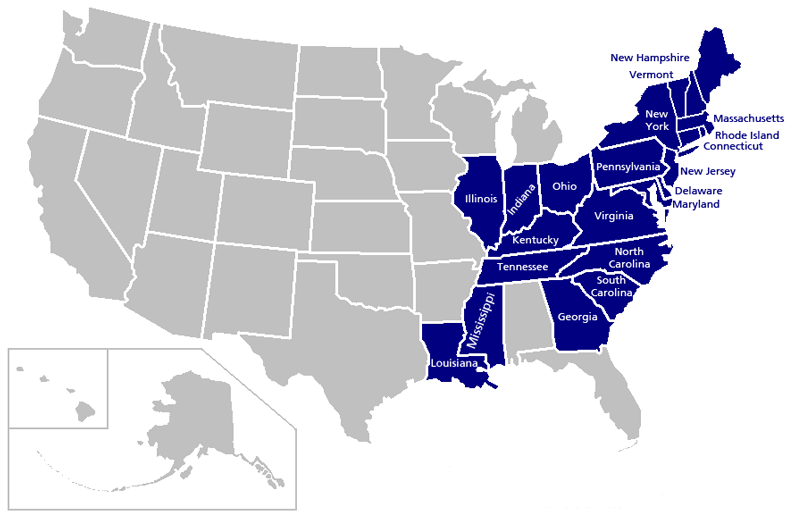 New Hampshire
Vermont
New
York
Massachusetts
Rhode Island
Connecticut
Pennsylvania
New Jersey
Delaware
Maryland
Ohio
Indiana
Illinois
Virginia
Kentucky
North
Carolina
Tennessee
South
Carolina
Georgia
Mississippi
Louisiana